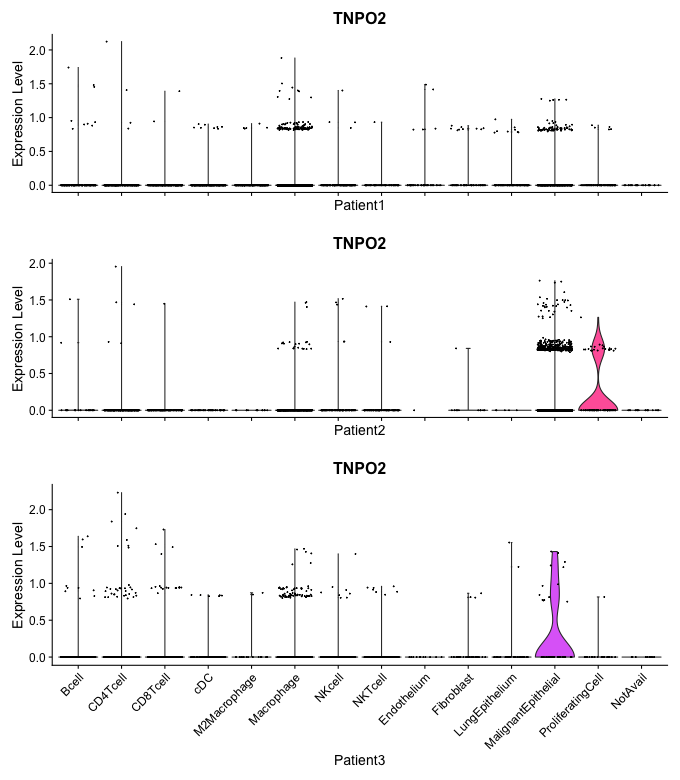 TNPO2
Expression Level
2.0
1.5
1.0
0.5
0.0
Patient1
TNPO2
Expression Level
2.0
1.5
1.0
0.5
0.0
Patient2
TNPO2
Expression Level
2.0
1.5
1.0
0.5
0.0
Bcell
CD4Tcell
CD8Tcell
cDC
M2Macrophage
Macrophage
NKcell
NKTcell
Endothelium
Fibroblast
LungEpithelium
MalignantEpithelial
ProliferatingCell
NotAvail
Patient3